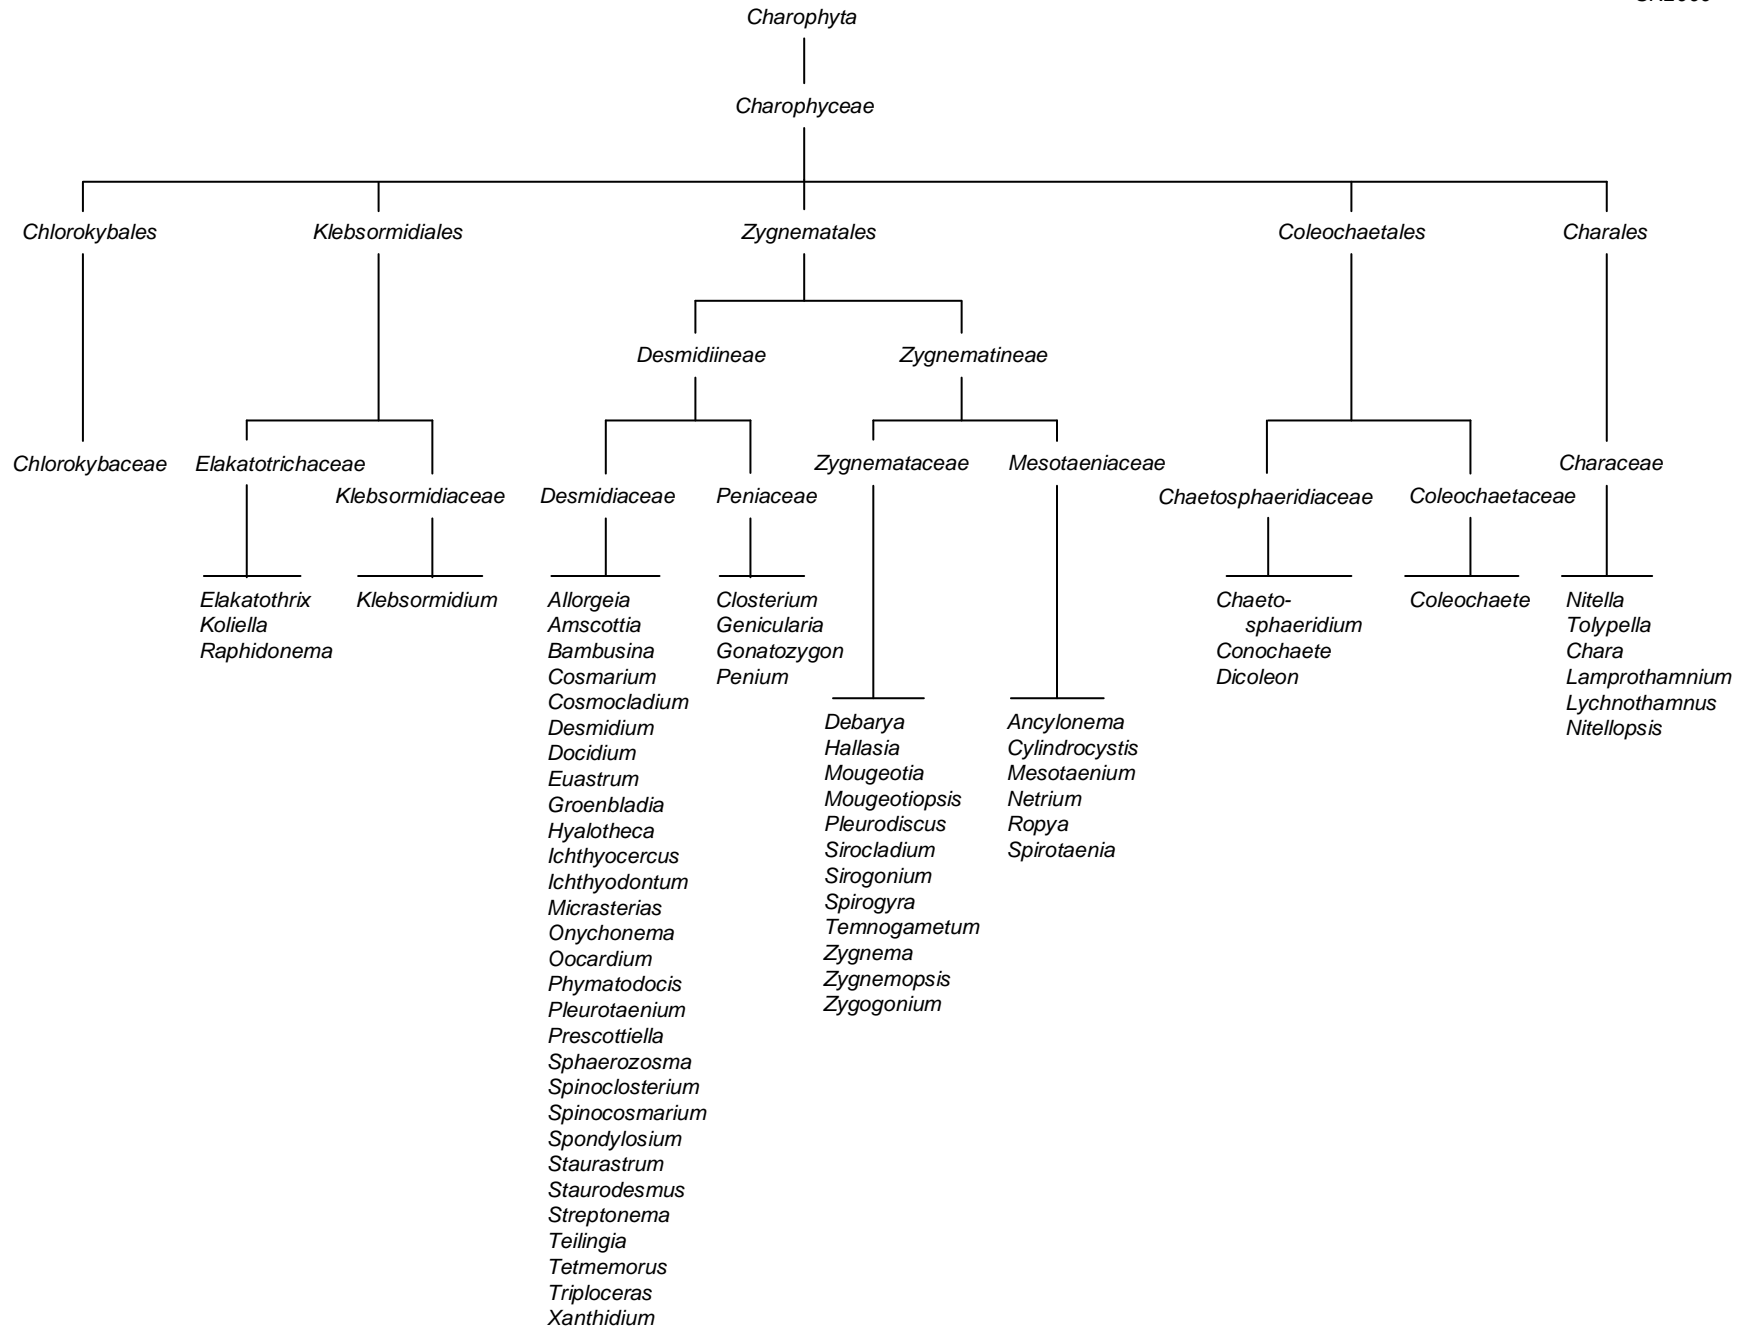 Charophyta
Charophyceae
Chlorokybales
Klebsormidiales
Zygnematales
Coleochaetales
Charales
Desmidiineae
Zygnematineae
Chlorokybaceae
Elakatotrichaceae
Klebsormidiaceae
Desmidiaceae
Peniaceae
Zygnemataceae
Mesotaeniaceae
Chaetosphaeridiaceae
Coleochaetaceae
Characeae
Elakatothrix
Koliella
Raphidonema
Klebsormidium
Allorgeia
Amscottia
Bambusina
Cosmarium
Cosmocladium
Desmidium
Docidium
Euastrum
Groenbladia
Hyalotheca
Ichthyocercus
Ichthyodontum
Micrasterias
Onychonema
Oocardium
Phymatodocis
Pleurotaenium
Prescottiella
Sphaerozosma
Spinoclosterium
Spinocosmarium
Spondylosium
Staurastrum
Staurodesmus
Streptonema
Teilingia
Tetmemorus
Triploceras
Xanthidium
Closterium
Genicularia
Gonatozygon
Penium
Debarya
Hallasia
Mougeotia
Mougeotiopsis
Pleurodiscus
Sirocladium
Sirogonium
Spirogyra
Temnogametum
Zygnema
Zygnemopsis
Zygogonium
Ancylonema
Cylindrocystis
Mesotaenium
Netrium
Ropya
Spirotaenia
Chaeto-
sphaeridium
Conochaete
Dicoleon
Coleochaete
Nitella
Tolypella
Chara
Lamprothamnium
Lychnothamnus
Nitellopsis